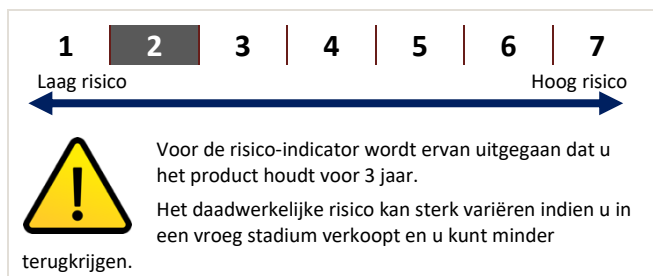 1 2 3 4 5 6 7
Laag risico Hoog risico
Voor de risico-indicator wordt ervan uitgegaan dat u
het product houdt voor 3 jaar.
Het daadwerkelijke risico kan sterk variëren indien u in
een vroeg stadium verkoopt en u kunt minder
terugkrijgen.